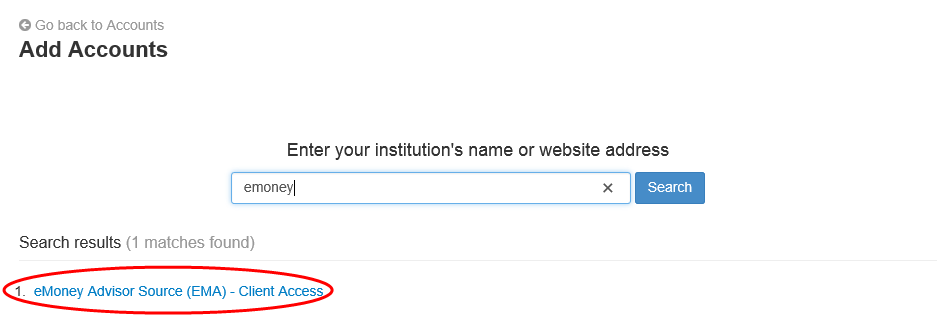 Go back to Accounts
Add Accounts
Enter your institution's name or website address
emoney
Search
Search results (1 matches found)
1. eMoney Advisor Source (EMA) - Client Access